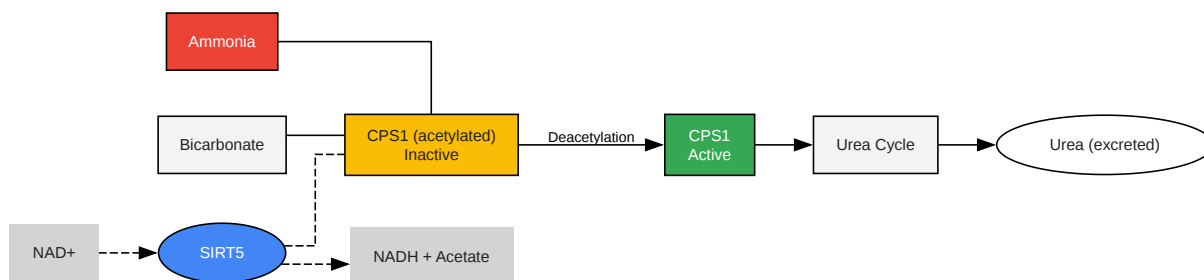 Ammonia
Bicarbonate
CPS1 (acetylated)
Inactive
Deacetylation
CPS1
Active
Urea Cycle
Urea (excreted)
NAD+
SIRT5
NADH + Acetate